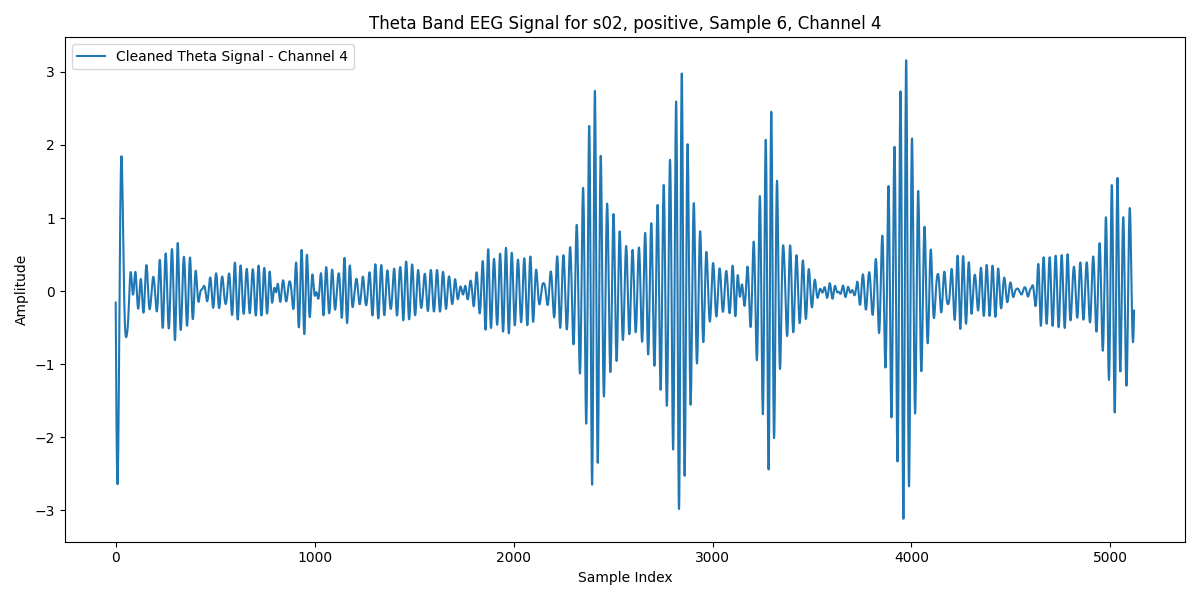 Theta Band EEG Signal for s02, positive, Sample 6, Channel 4
Cleaned Theta Signal - Channel 4
Amplitude
3
2
1
0
−1
−2
−3
0 1000 2000 3000 4000 5000
Sample Index